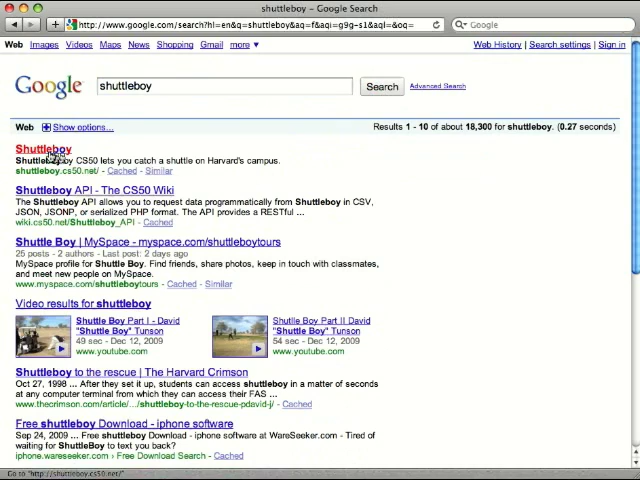 shuttleboy – Google Search
http://www.google.com/search?hl=en&q=shuttleboy&aq=f&aqi=g9g-s1&aql=&oq=
Google
Web Images Videos Maps News Shopping Gmail more ▼
Web History | Search settings | Sign in
Google
shuttleboy
Search
Advanced Search
Web Show options...
Results 1 - 10 of about 18,300 for shuttleboy. (0.27 seconds)
Shuttleboy
Shuttleboy by CS50 lets you catch a shuttle on Harvard's campus.
shuttleboy.cs50.net/ - Cached - Similar
Shuttleboy API - The CS50 Wiki
The Shuttleboy API allows you to request data programmatically from Shuttleboy in CSV,
JSON, JSONP, or serialized PHP format. The API provides a RESTful ...
wiki.cs50.net/Shuttleboy_API - Cached
Shuttle Boy | MySpace - myspace.com/shuttleboytours
25 posts - 2 authors - Last post: 2 days ago
MySpace profile for Shuttle Boy. Find friends, share photos, keep in touch with classmates,
and meet new people on MySpace.
www.myspace.com/shuttleboytours - Cached - Similar
Video results for shuttleboy
Shuttle Boy Part I - David
"Shuttle Boy" Tunson
49 sec - Dec 12, 2009
www.youtube.com
Shutlle Boy Part II David
"Shuttle Boy" Tunson
54 sec - Dec 12, 2009
www.youtube.com
Shuttleboy to the rescue | The Harvard Crimson
Oct 27, 1998 ... After they set it up, students can access shuttleboy in a matter of seconds
at any computer terminal from which they can access their FAS ...
www.thecrimson.com/article/.../shuttleboy-to-the-rescue-pdavid-j/ - Cached
Free shuttleboy Download - iphone software
Sep 24, 2009 ... Free shuttleboy Download - iphone software at WareSeeker.com - Tired of
waiting for ShuttleBoy to text you back?
iphone.wareseeker.com › Free Download Search - Cached
Go to "http://shuttleboy.cs50.net/"